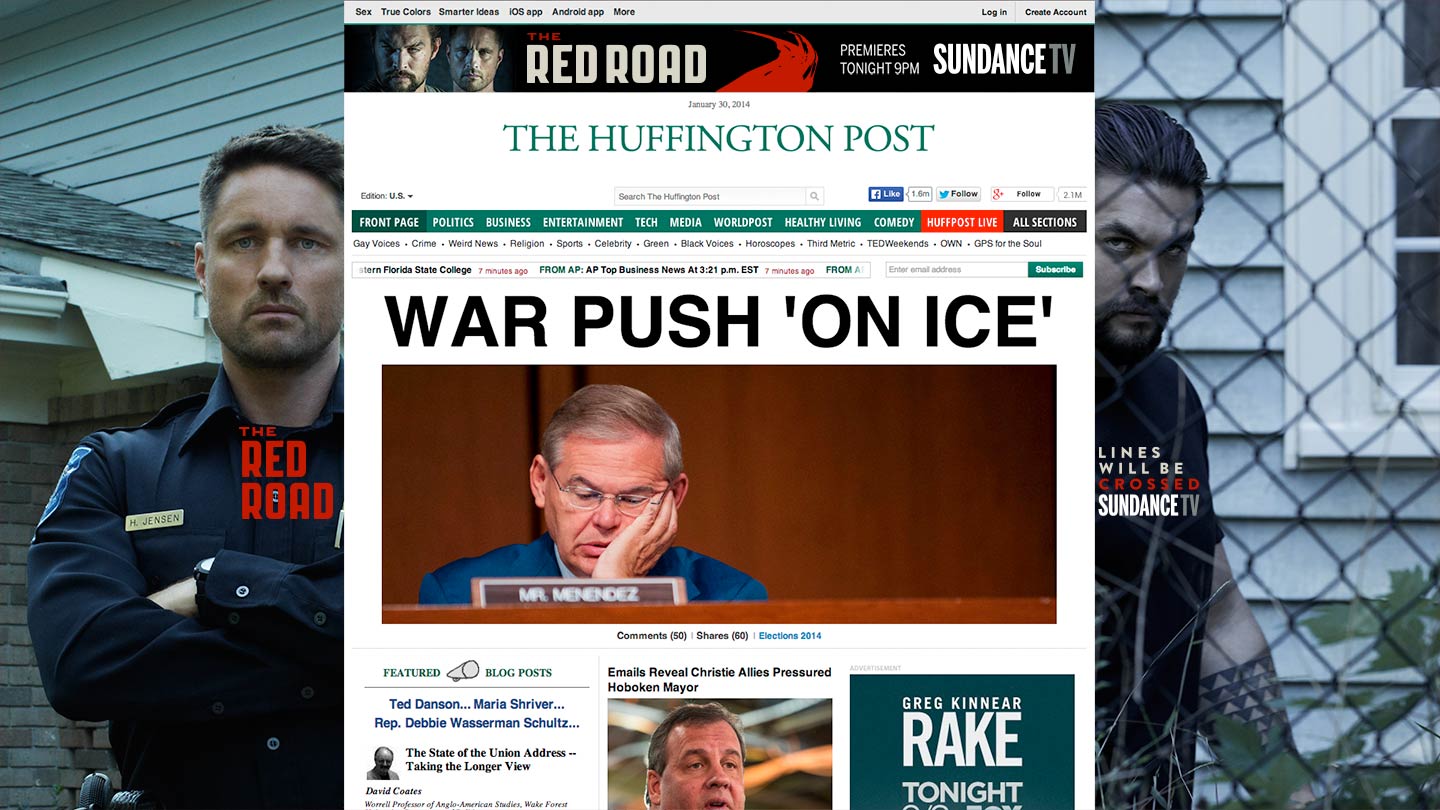 Sex True Colors Smarter Ideas iOS app Android app More Log in Create Account
THE
RED ROAD
PREMIERES
TONIGHT 9PM
SUNDANCE TV
January 30, 2014
THE HUFFINGTON POST
Edition: U.S.
Search The Huffington Post
Like 1.6m Follow Follow 2.1M
FRONT PAGE POLITICS BUSINESS ENTERTAINMENT TECH MEDIA WORLDPOST HEALTHY LIVING COMEDY HUFFPOST LIVE ALL SECTIONS
Gay Voices • Crime • Weird News • Religion • Sports • Celebrity • Green • Black Voices • Horoscopes • Third Metric • TEDWeekends • OWN • GPS for the Soul
tern Florida State College 7 minutes ago FROM AP: AP Top Business News At 3:21 p.m. EST 7 minutes ago FROM A
Enter email address Subscribe
WAR PUSH 'ON ICE'
MR. MENENDEZ
Comments (50) | Shares (60) | Elections 2014
FEATURED BLOG POSTS
Ted Danson... Maria Shriver...
Rep. Debbie Wasserman Schultz...
The State of the Union Address --
Taking the Longer View
David Coates
Worrell Professor of Anglo-American Studies, Wake Forest
Emails Reveal Christie Allies Pressured
Hoboken Mayor
ADVERTISEMENT
GREG KINNEAR
RAKE
TONIGHT
THE
RED
ROAD
H. JENSEN
LINES
WILL BE
CROSSED
SUNDANCE TV